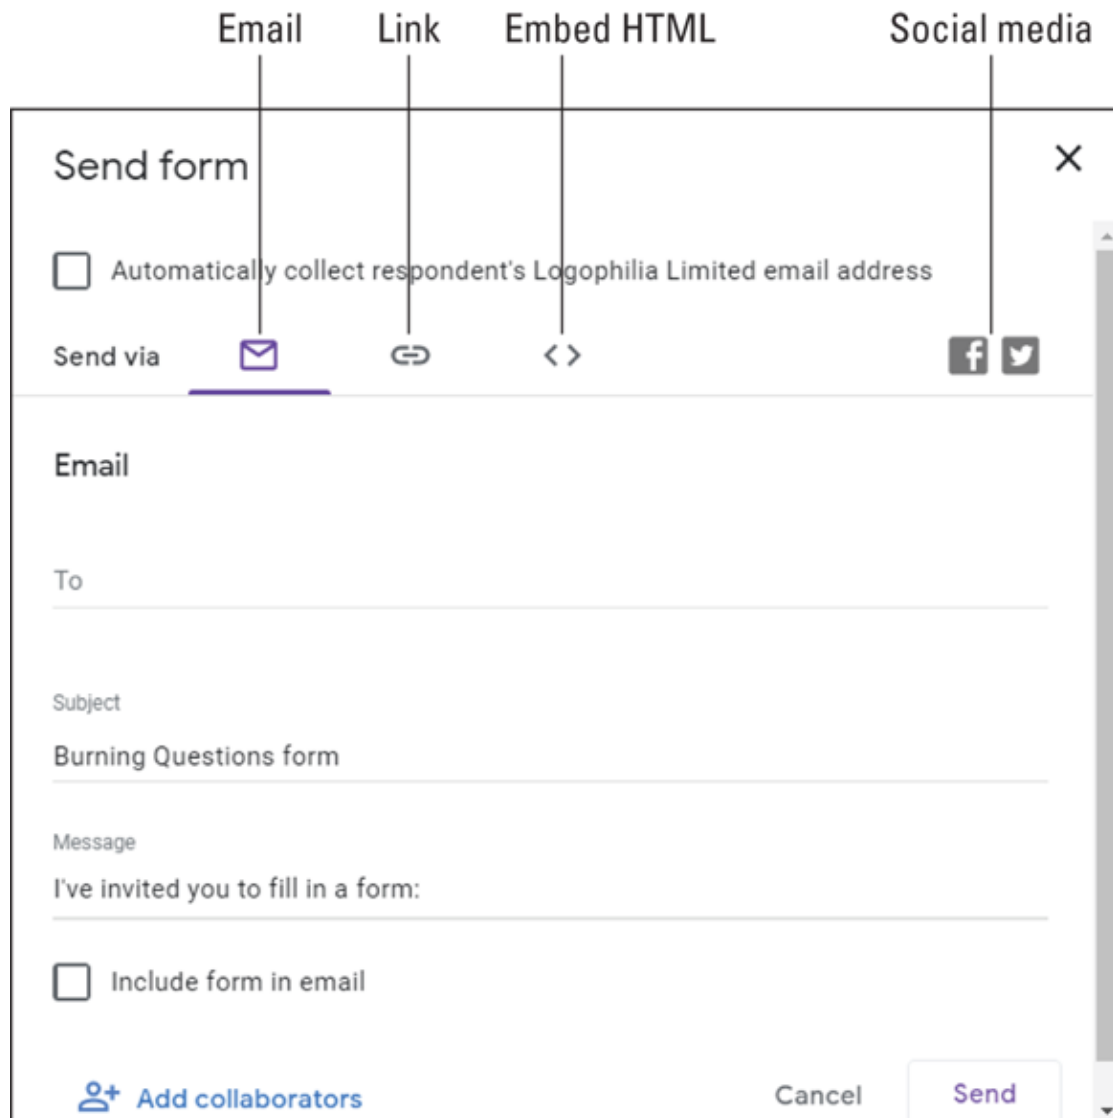 Email Link Embed HTML Social media
Send form
Automatically collect respondent's Logophilia Limited email address
Send via
Email
To
Subject
Burning Questions form
Message
I've invited you to fill in a form:
Include form in email
Add collaborators Cancel Send